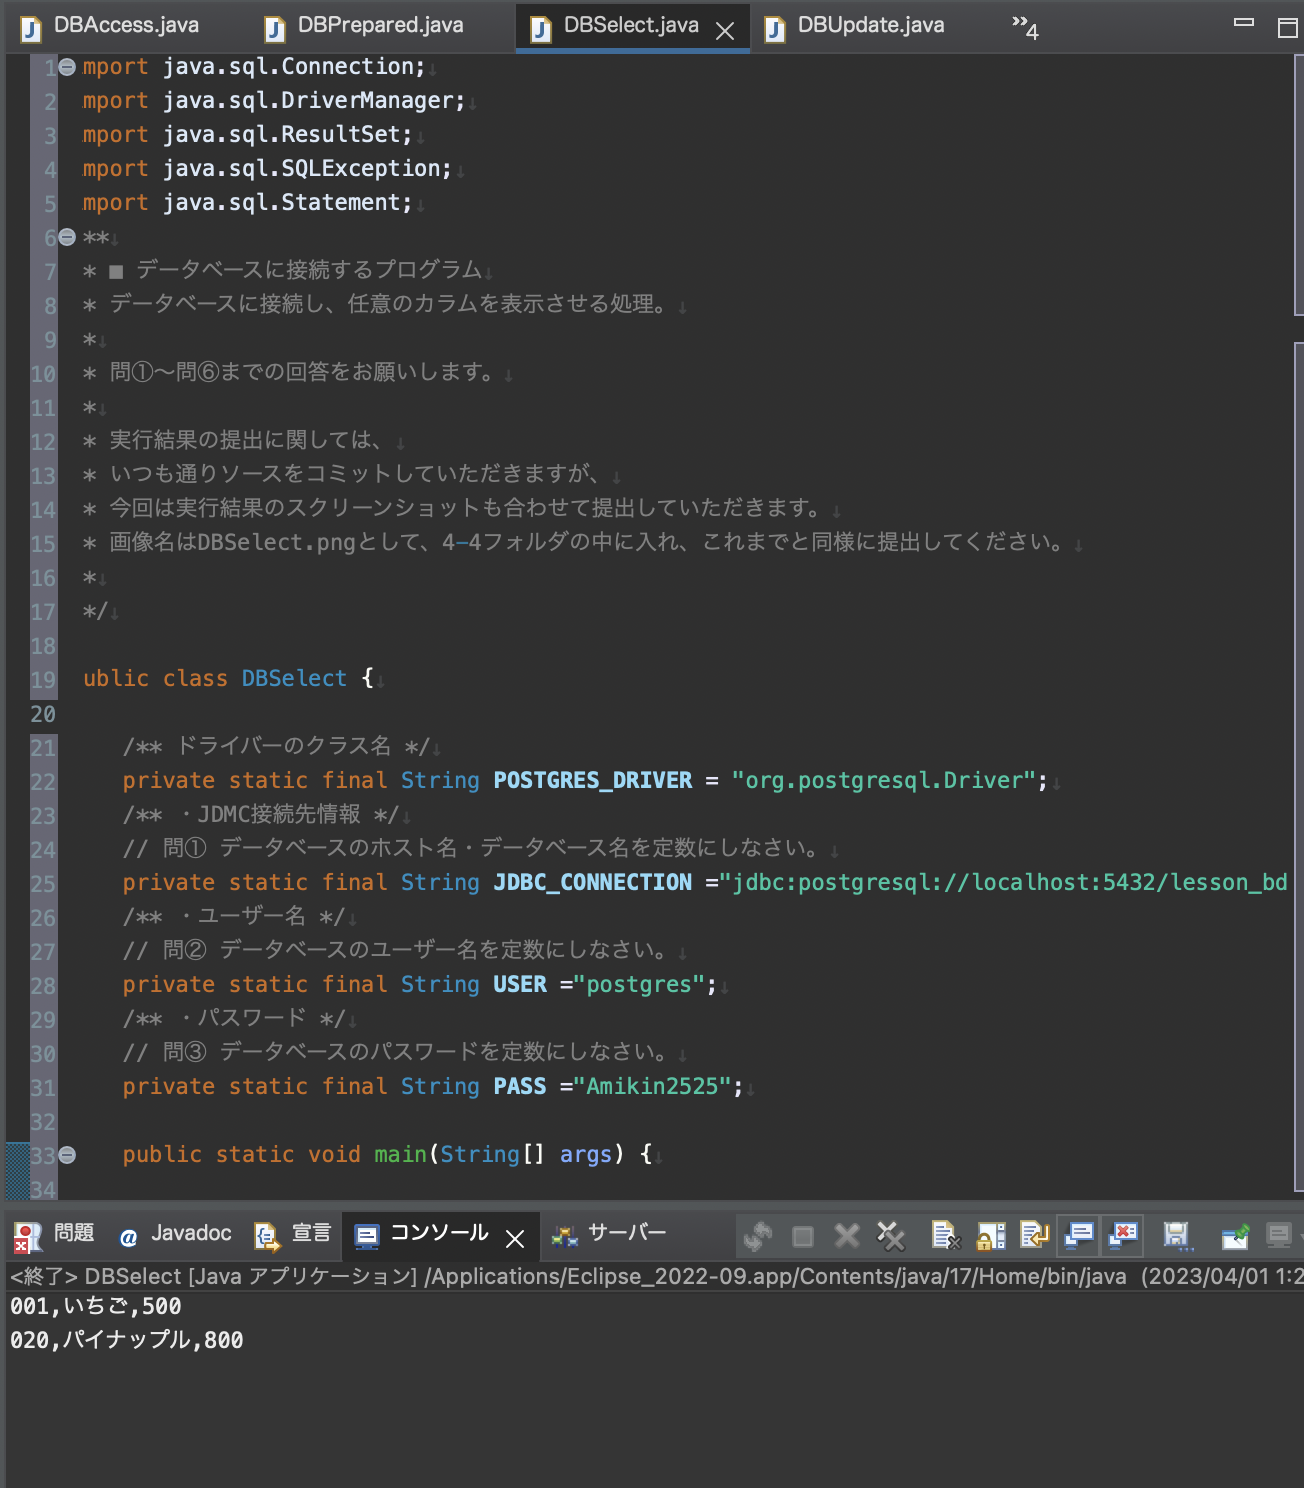 DBAccess.java DBPrepared.java DBSelect.java DBUpdate.java »4
1 mport java.sql.Connection;↓
2 mport java.sql.DriverManager;↓
3 mport java.sql.ResultSet;↓
4 mport java.sql.SQLException;↓
5 mport java.sql.Statement;↓
6 **↓
7 * ■ データベースに接続するプログラム↓
8 * データベースに接続し、任意のカラムを表示させる処理。↓
9 *↓
10 * 問①〜問⑥までの回答をお願いします。↓
11 *↓
12 * 実行結果の提出に関しては、↓
13 * いつも通りソースをコミットしていただきますが、↓
14 * 今回は実行結果のスクリーンショットも合わせて提出していただきます。↓
15 * 画像名はDBSelect.pngとして、4-4フォルダの中に入れ、これまでと同様に提出してください。↓
16 *↓
17 */↓
18
19 ublic class DBSelect {↓
20
21 /** ドライバーのクラス名 */↓
22 private static final String POSTGRES_DRIVER = "org.postgresql.Driver";↓
23 /** ・JDMC接続先情報 */↓
24 // 問① データベースのホスト名・データベース名を定数にしなさい。↓
25 private static final String JDBC_CONNECTION ="jdbc:postgresql://localhost:5432/lesson_bd
26 /** ・ユーザー名 */↓
27 // 問② データベースのユーザー名を定数にしなさい。↓
28 private static final String USER ="postgres";↓
29 /** ・パスワード */↓
30 // 問③ データベースのパスワードを定数にしなさい。↓
31 private static final String PASS ="Amikin2525";↓
32
33 public static void main(String[] args) {↓
34
問題 @ Javadoc 宣言 コンソール サーバー
<終了> DBSelect [Java アプリケーション] /Applications/Eclipse_2022-09.app/Contents/java/17/Home/bin/java (2023/04/01 1:2
001,いちご,500
020,パイナップル,800